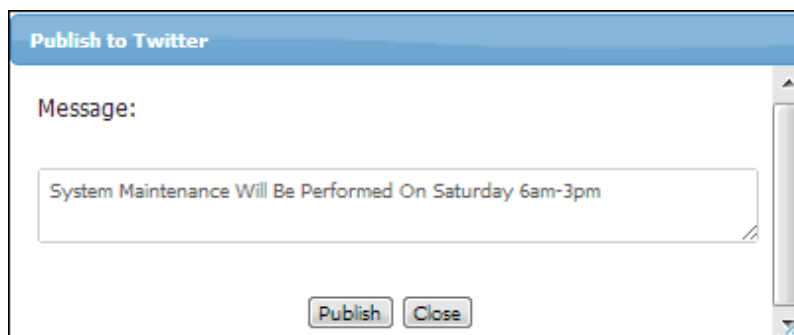 Publish to Twitter
Message:
System Maintenance Will Be Performed On Saturday 6am-3pm
Publish Close